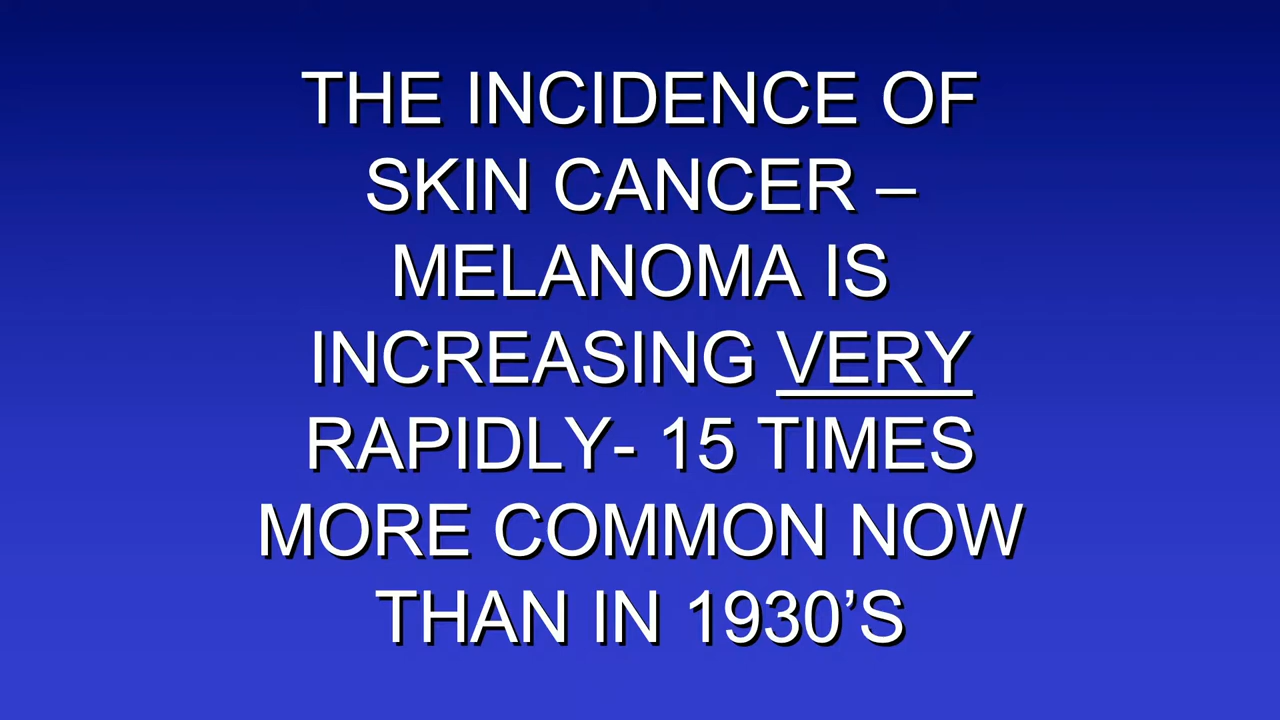 THE INCIDENCE OF
SKIN CANCER –
MELANOMA IS
INCREASING VERY
RAPIDLY- 15 TIMES
MORE COMMON NOW
THAN IN 1930’S